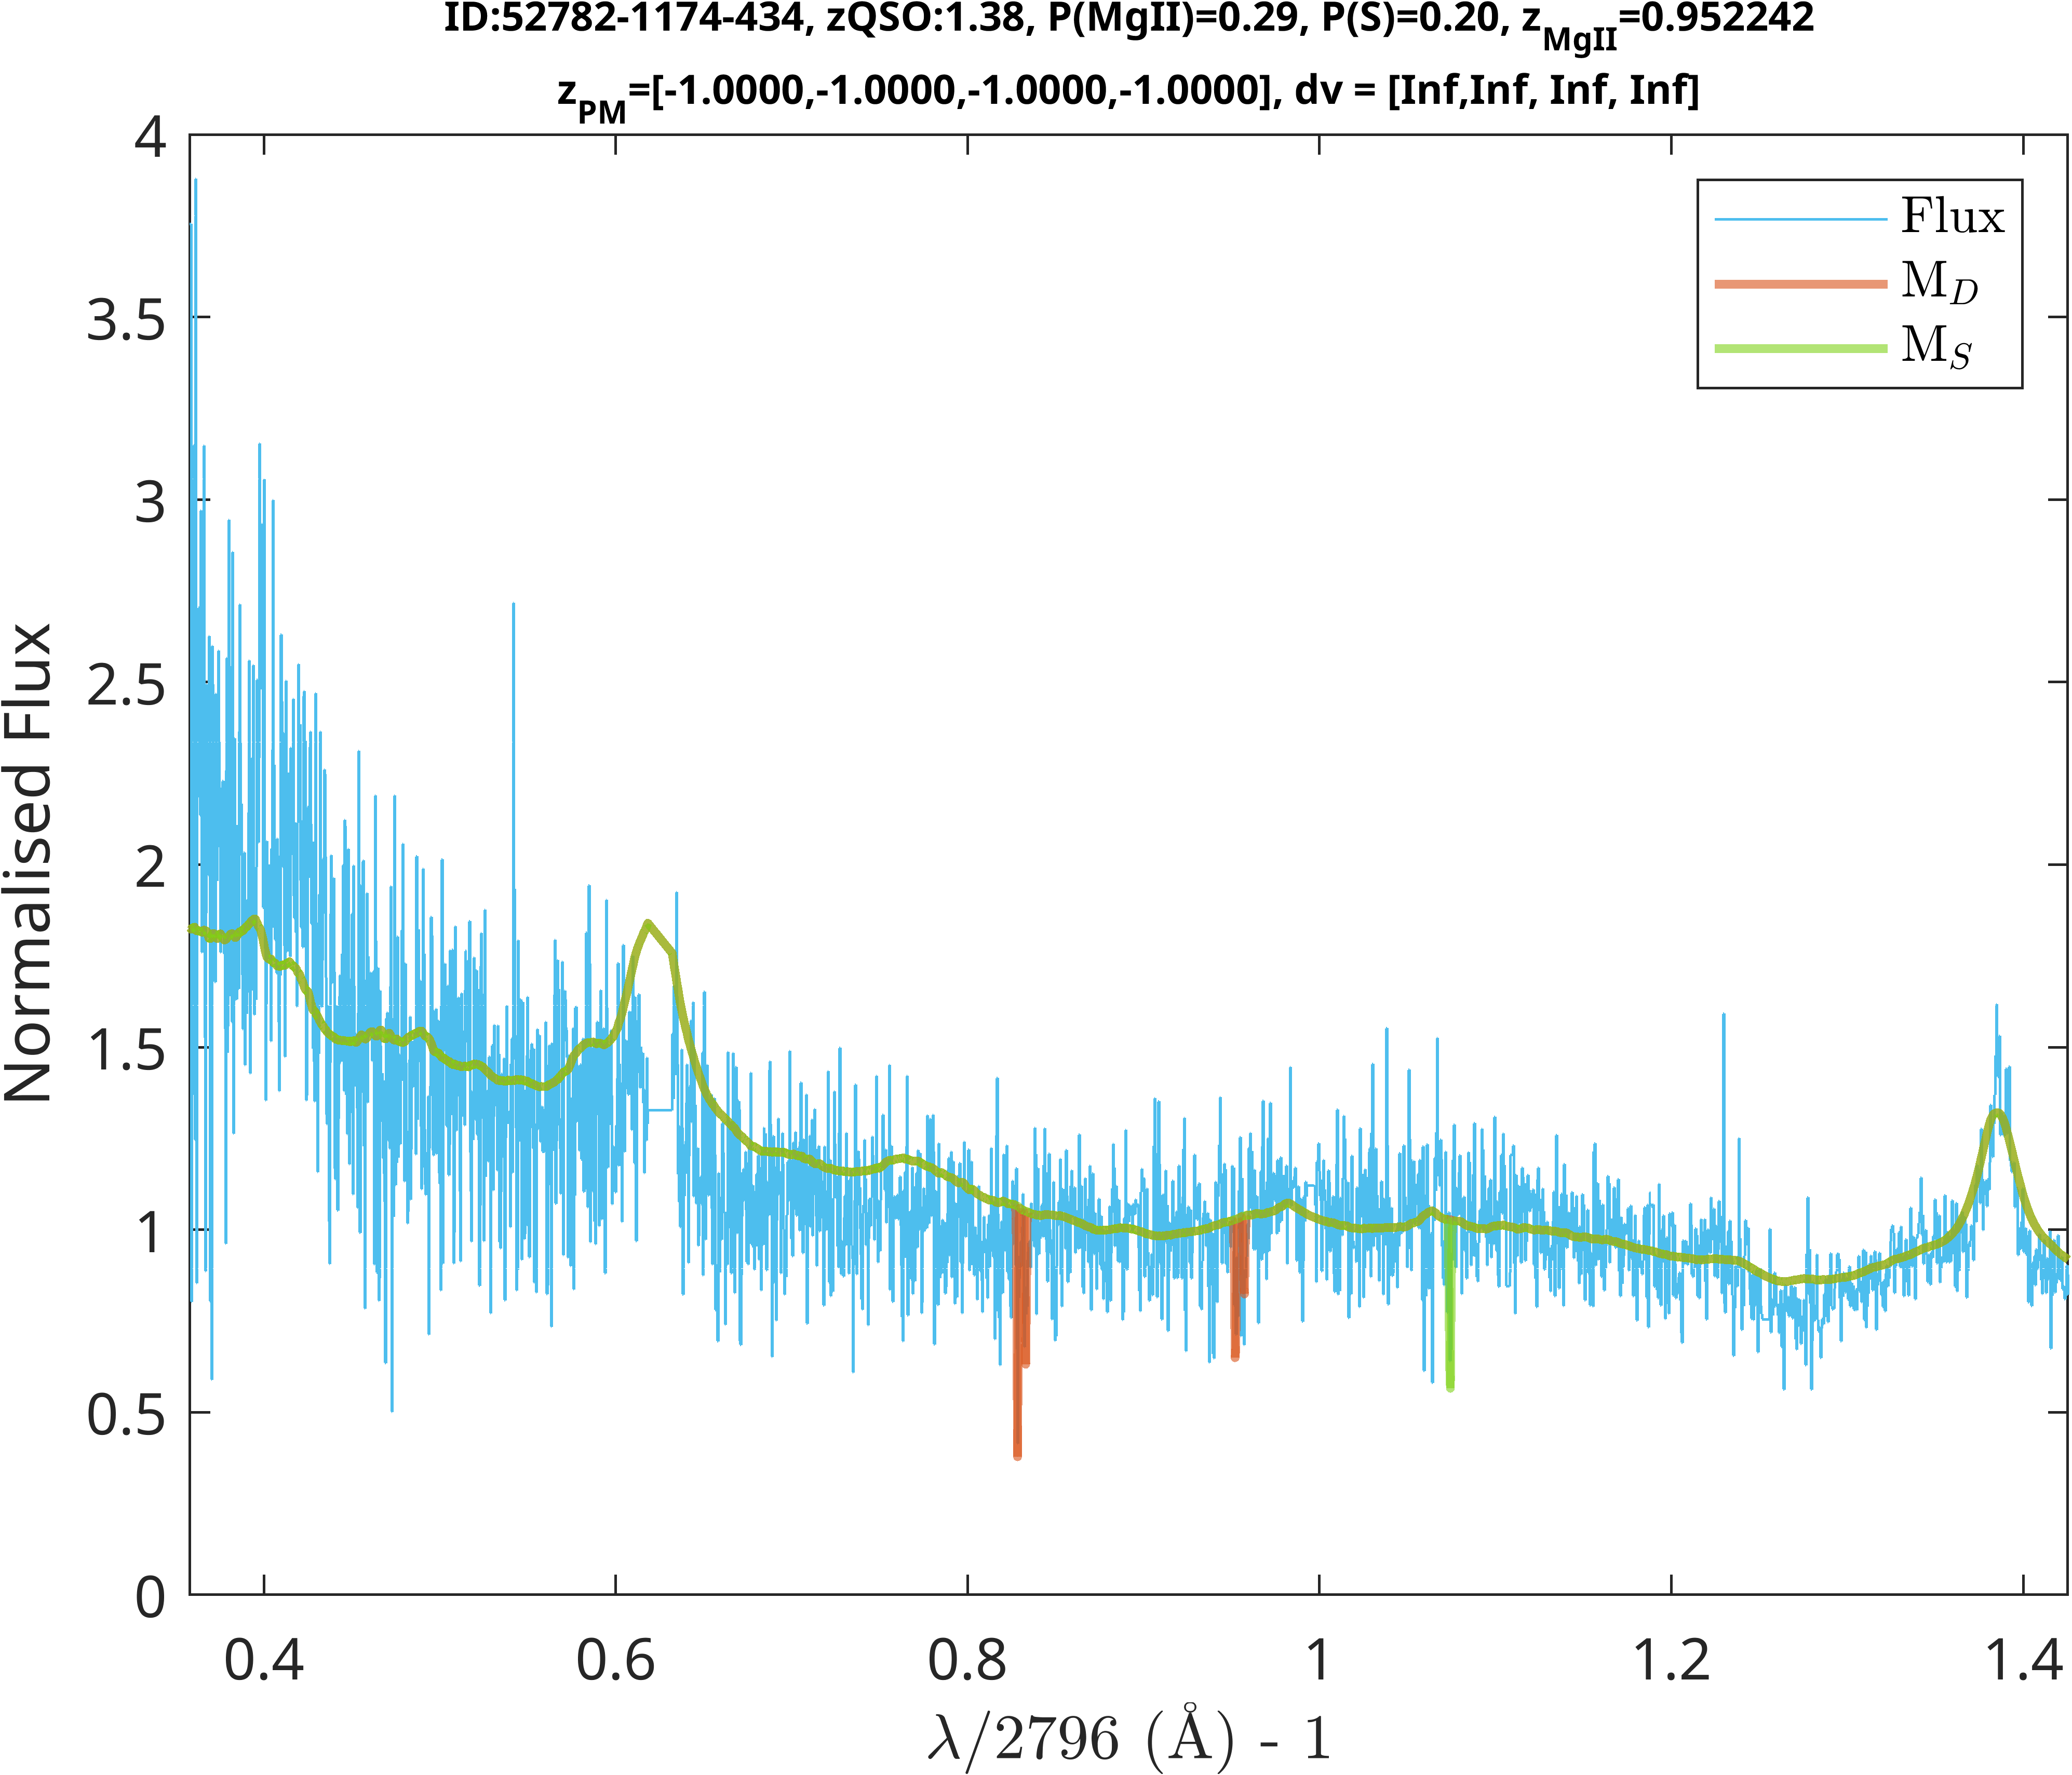 ID:52782-1174-434, zQSO:1.38, P(MgII)=0.29, P(S)=0.20, zMgII=0.952242
zPM=[-1.0000,-1.0000,-1.0000,-1.0000], dv = [Inf,Inf, Inf, Inf]
4
3.5
3
2.5
2
1.5
1
0.5
0
Normalised Flux
Flux
MD
MS
0.4 0.6 0.8 1 1.2 1.4
λ/2796 (Å) - 1